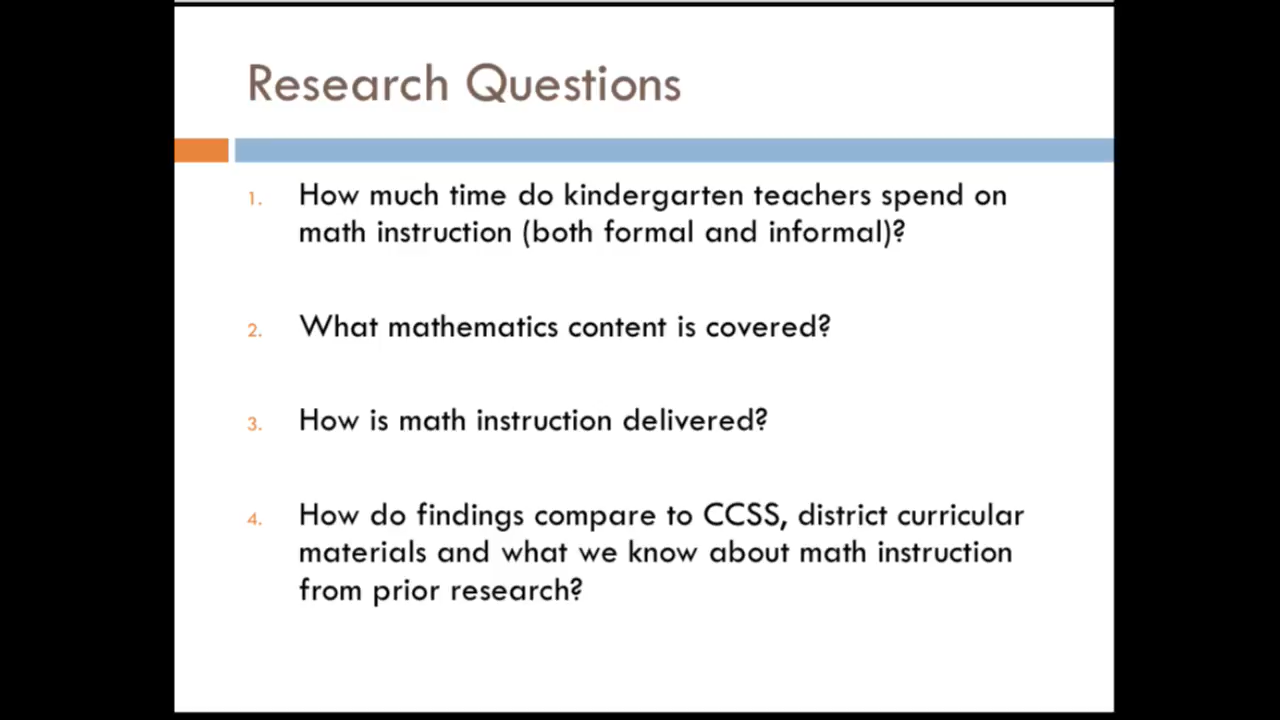 Research Questions
1. How much time do kindergarten teachers spend on
math instruction (both formal and informal)?
2. What mathematics content is covered?
3. How is math instruction delivered?
4. How do findings compare to CCSS, district curricular
materials and what we know about math instruction
from prior research?